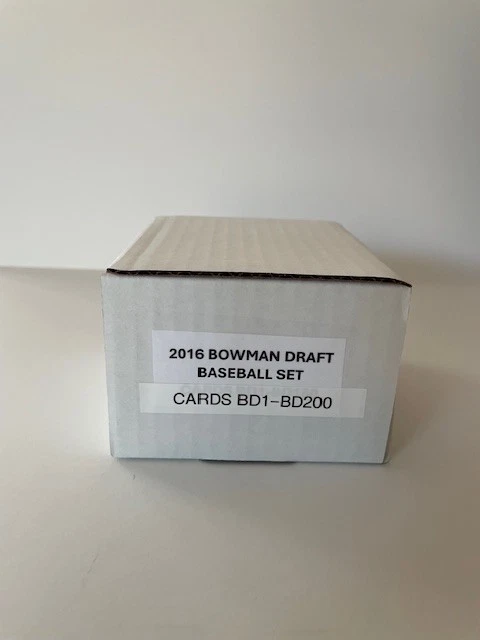 2016 BOWMAN DRAFT
BASEBALL SET
CARDS BD1-BD200